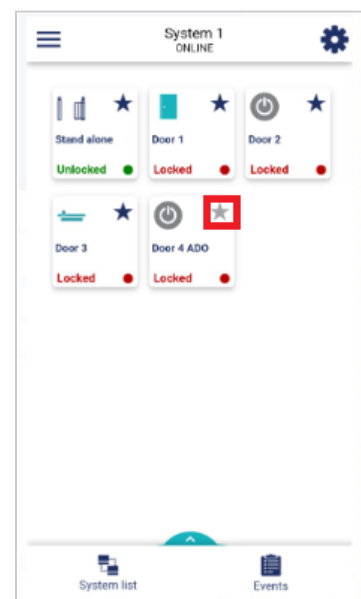 System 1
ONLINE
Stand alone
Unlocked
Door 1
Locked
Door 2
Locked
Door 3
Locked
Door 4 ADO
Locked
System list
Events